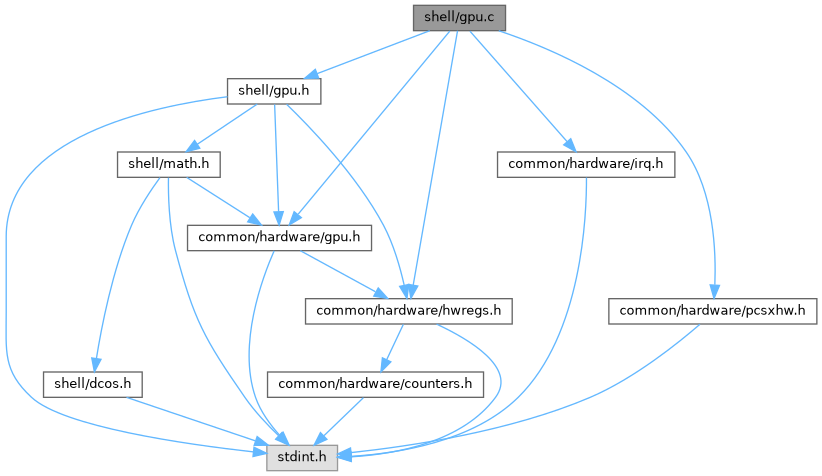 shell/gpu.c
shell/gpu.h
shell/math.h
common/hardware/irq.h
common/hardware/gpu.h
common/hardware/hwregs.h
common/hardware/pcsxhw.h
shell/dcos.h
common/hardware/counters.h
stdint.h